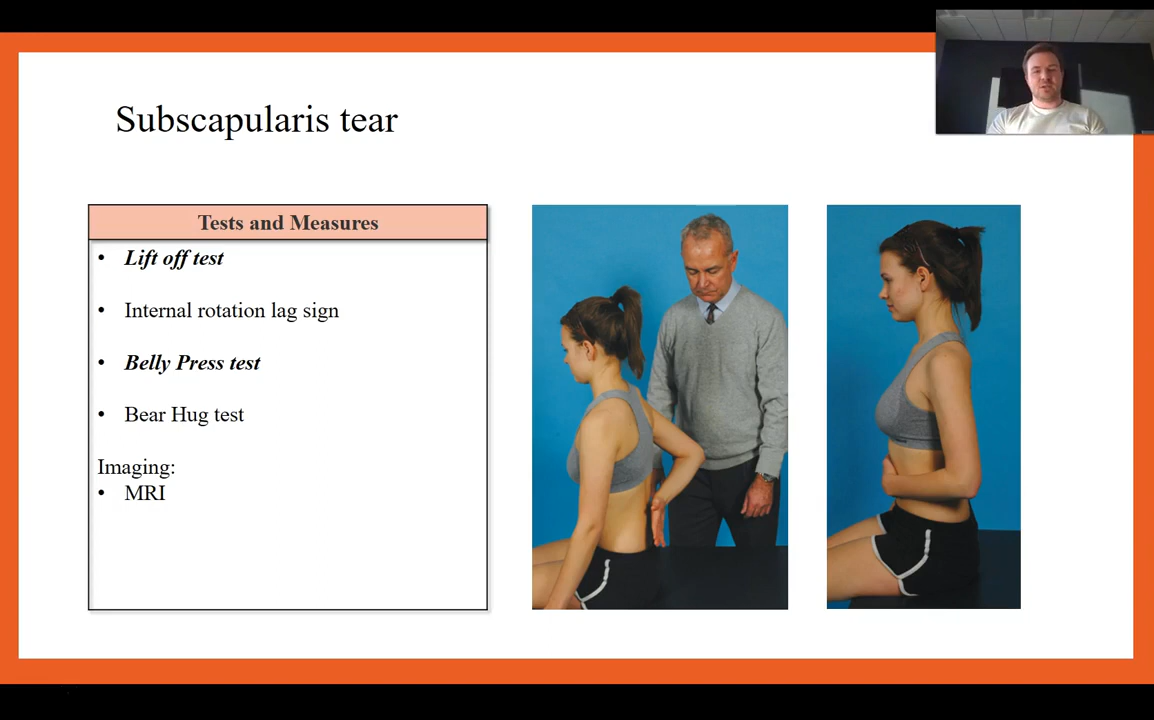 Subscapularis tear
Tests and Measures
• Lift off test
• Internal rotation lag sign
• Belly Press test
• Bear Hug test
Imaging:
• MRI